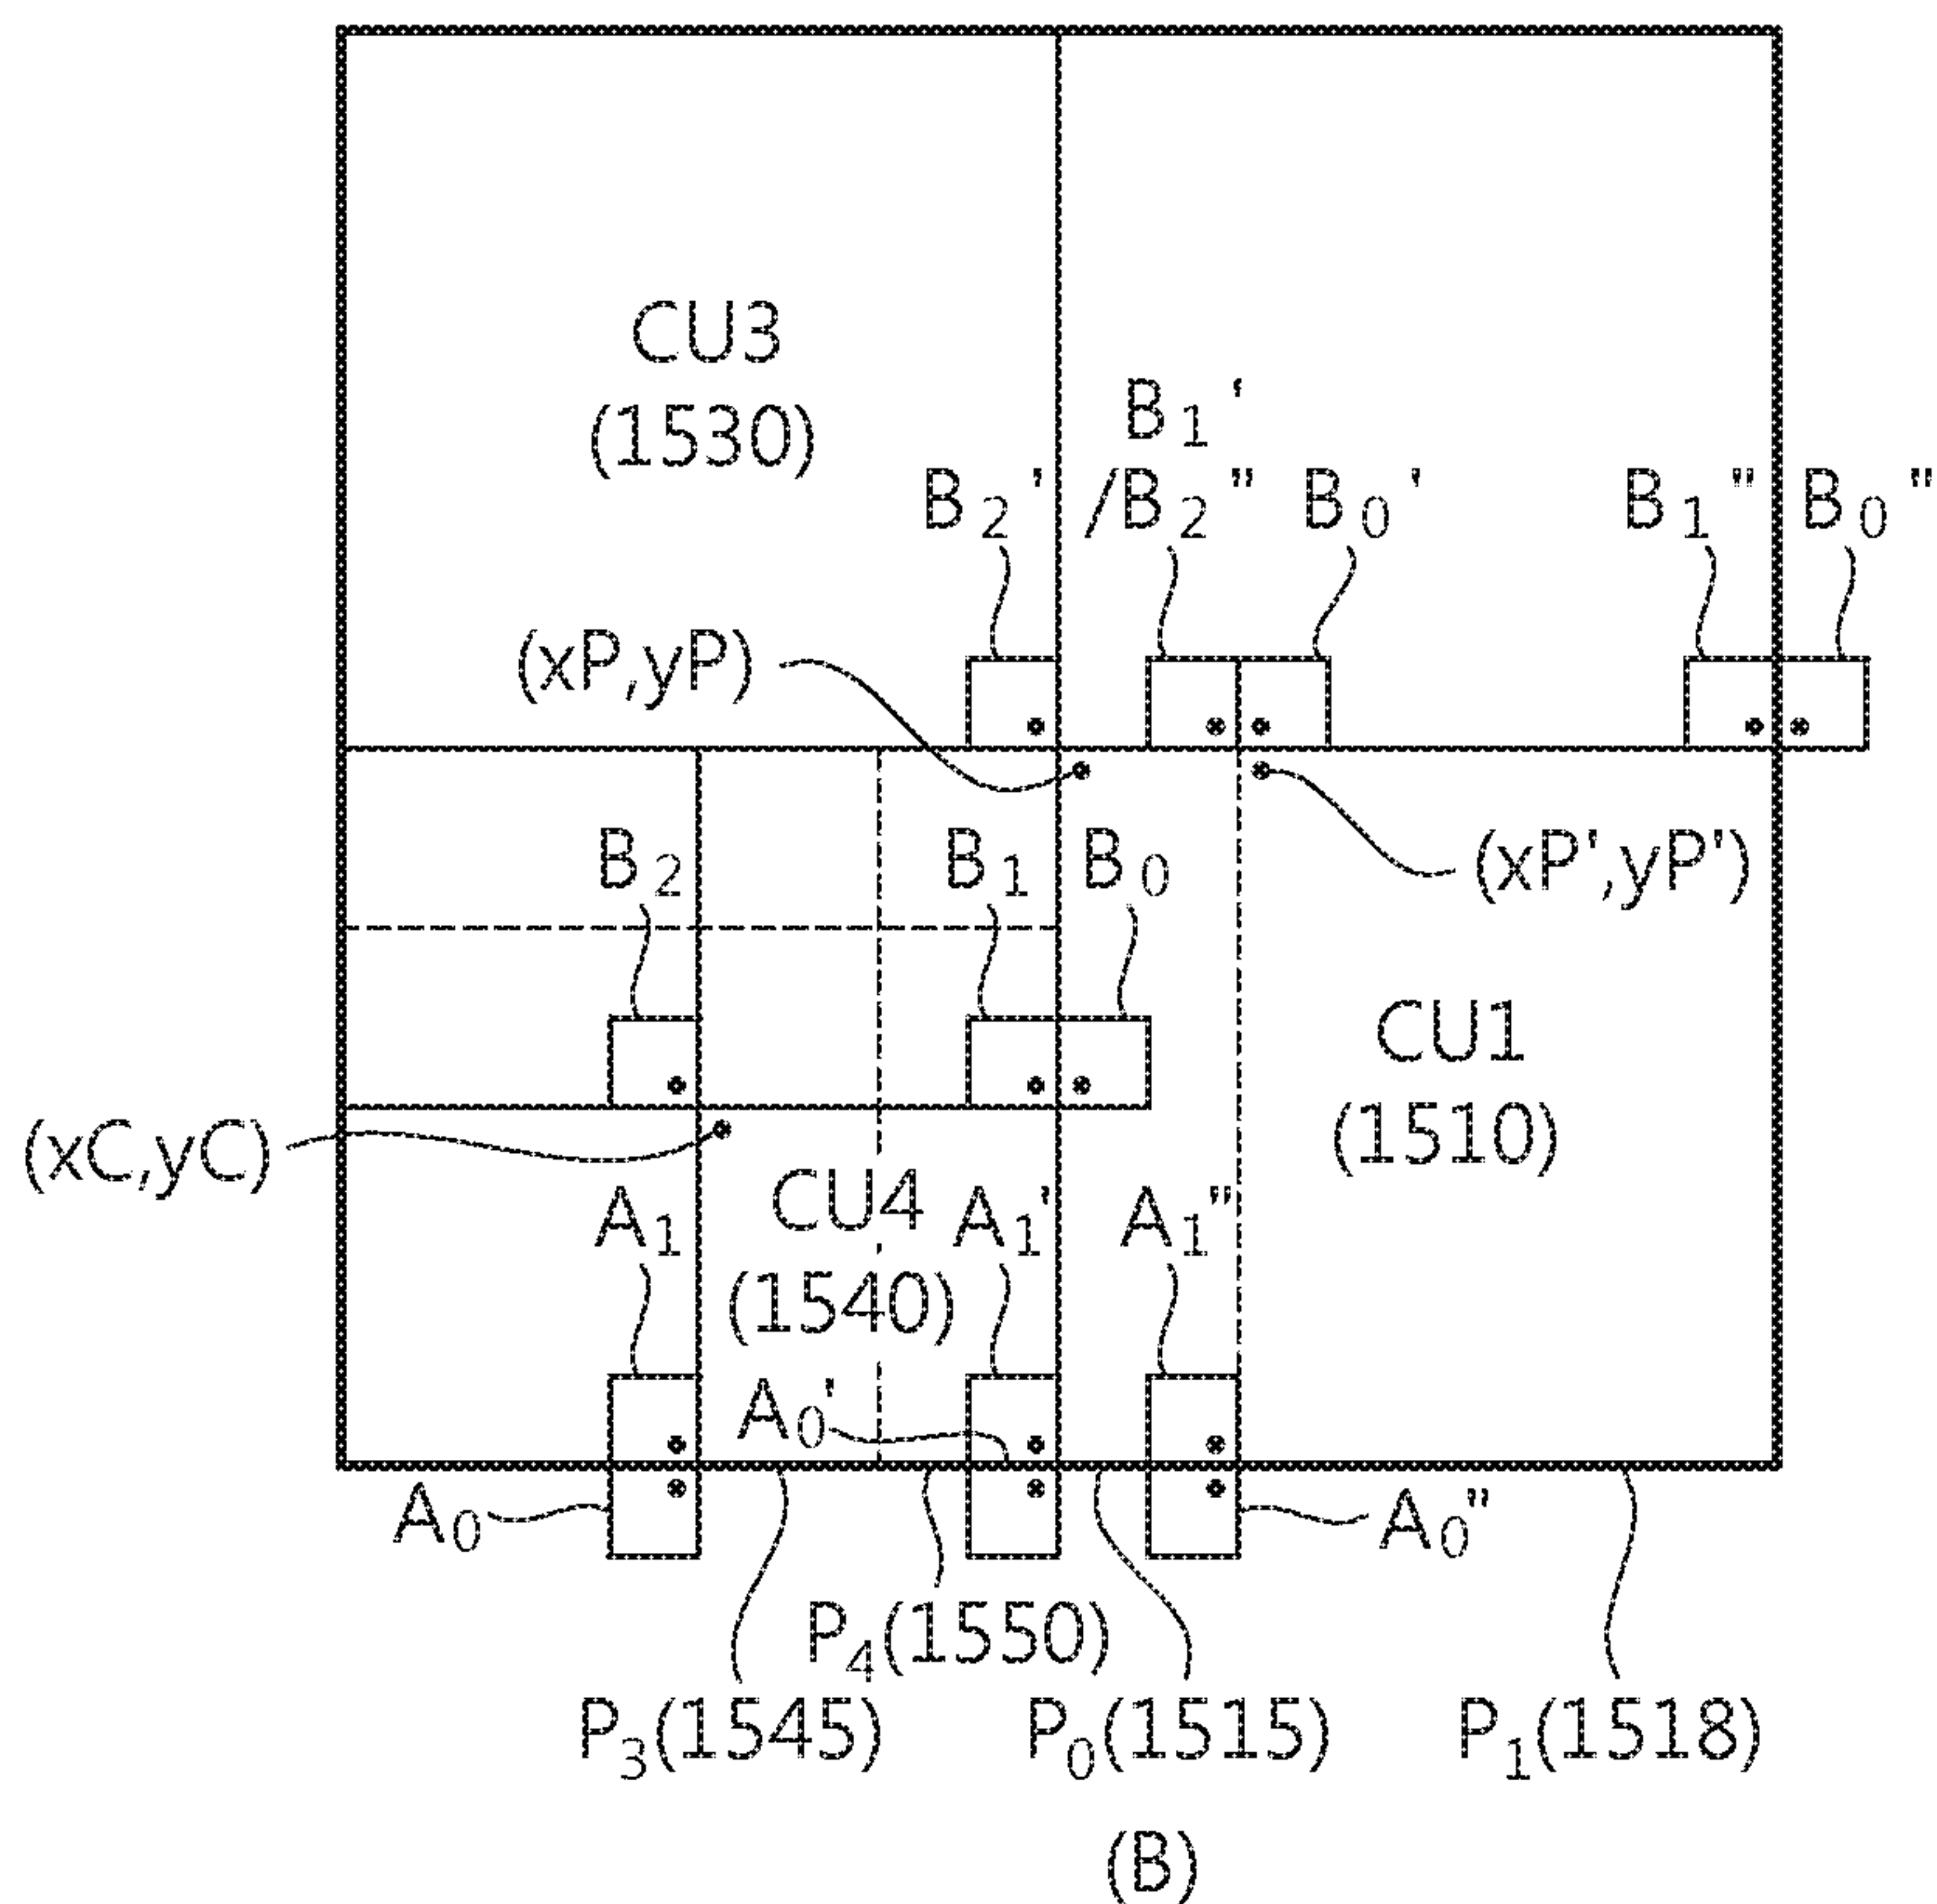 CU3
(1530)
B₁'
B₂' /B₂" B₀' B₁" B₀"
(xP,yP)
B₂ B₁ B₀ (xP',yP')
CU1
(1510)
(xC,yC)
CU4
(1540)
A₁ A₁' A₁"
A₀'
A₀ A₀"
P₄(1550)
P₃(1545) P₀(1515) P₁(1518)
(B)